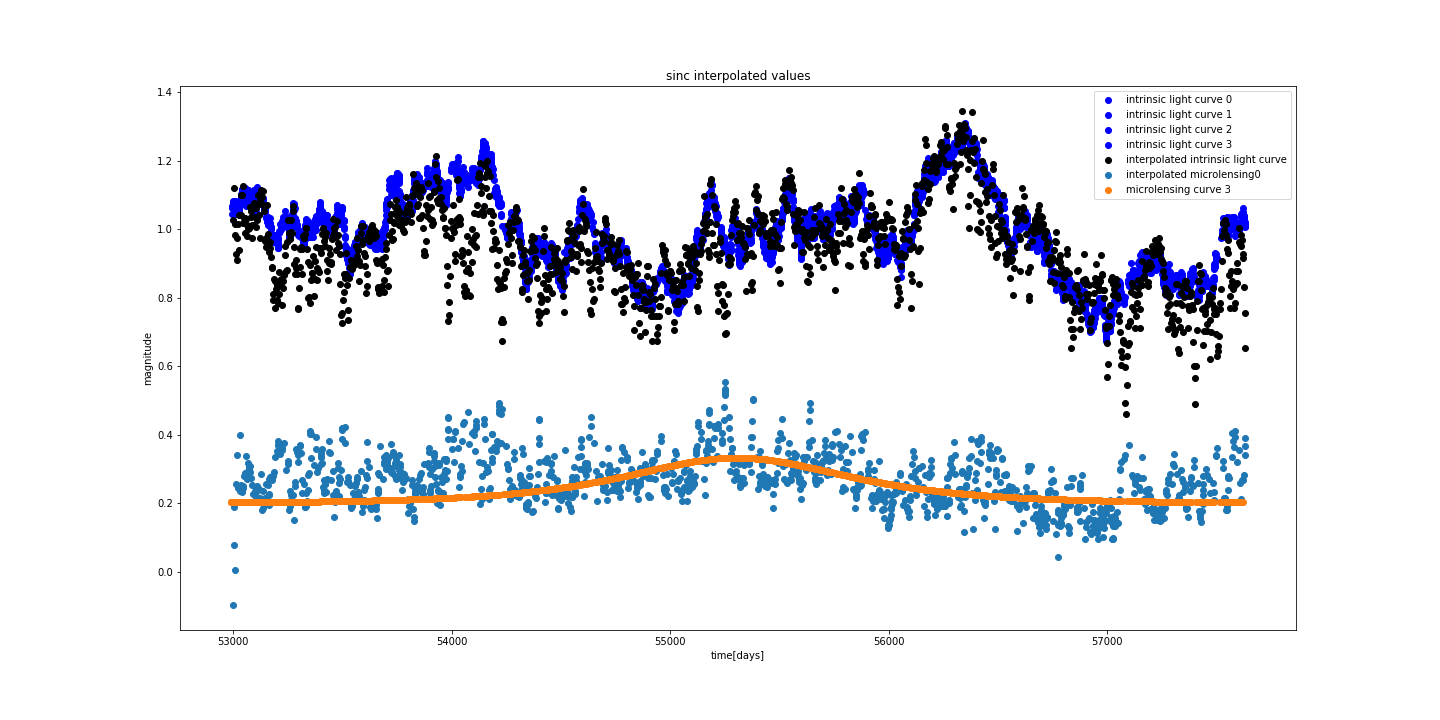 sinc interpolated values
1.4
1.2
1.0
0.8
0.6
0.4
0.2
0.0
magnitude
intrinsic light curve 0
intrinsic light curve 1
intrinsic light curve 2
intrinsic light curve 3
interpolated intrinsic light curve
interpolated microlensing0
microlensing curve 3
53000
54000
55000
56000
57000
time[days]